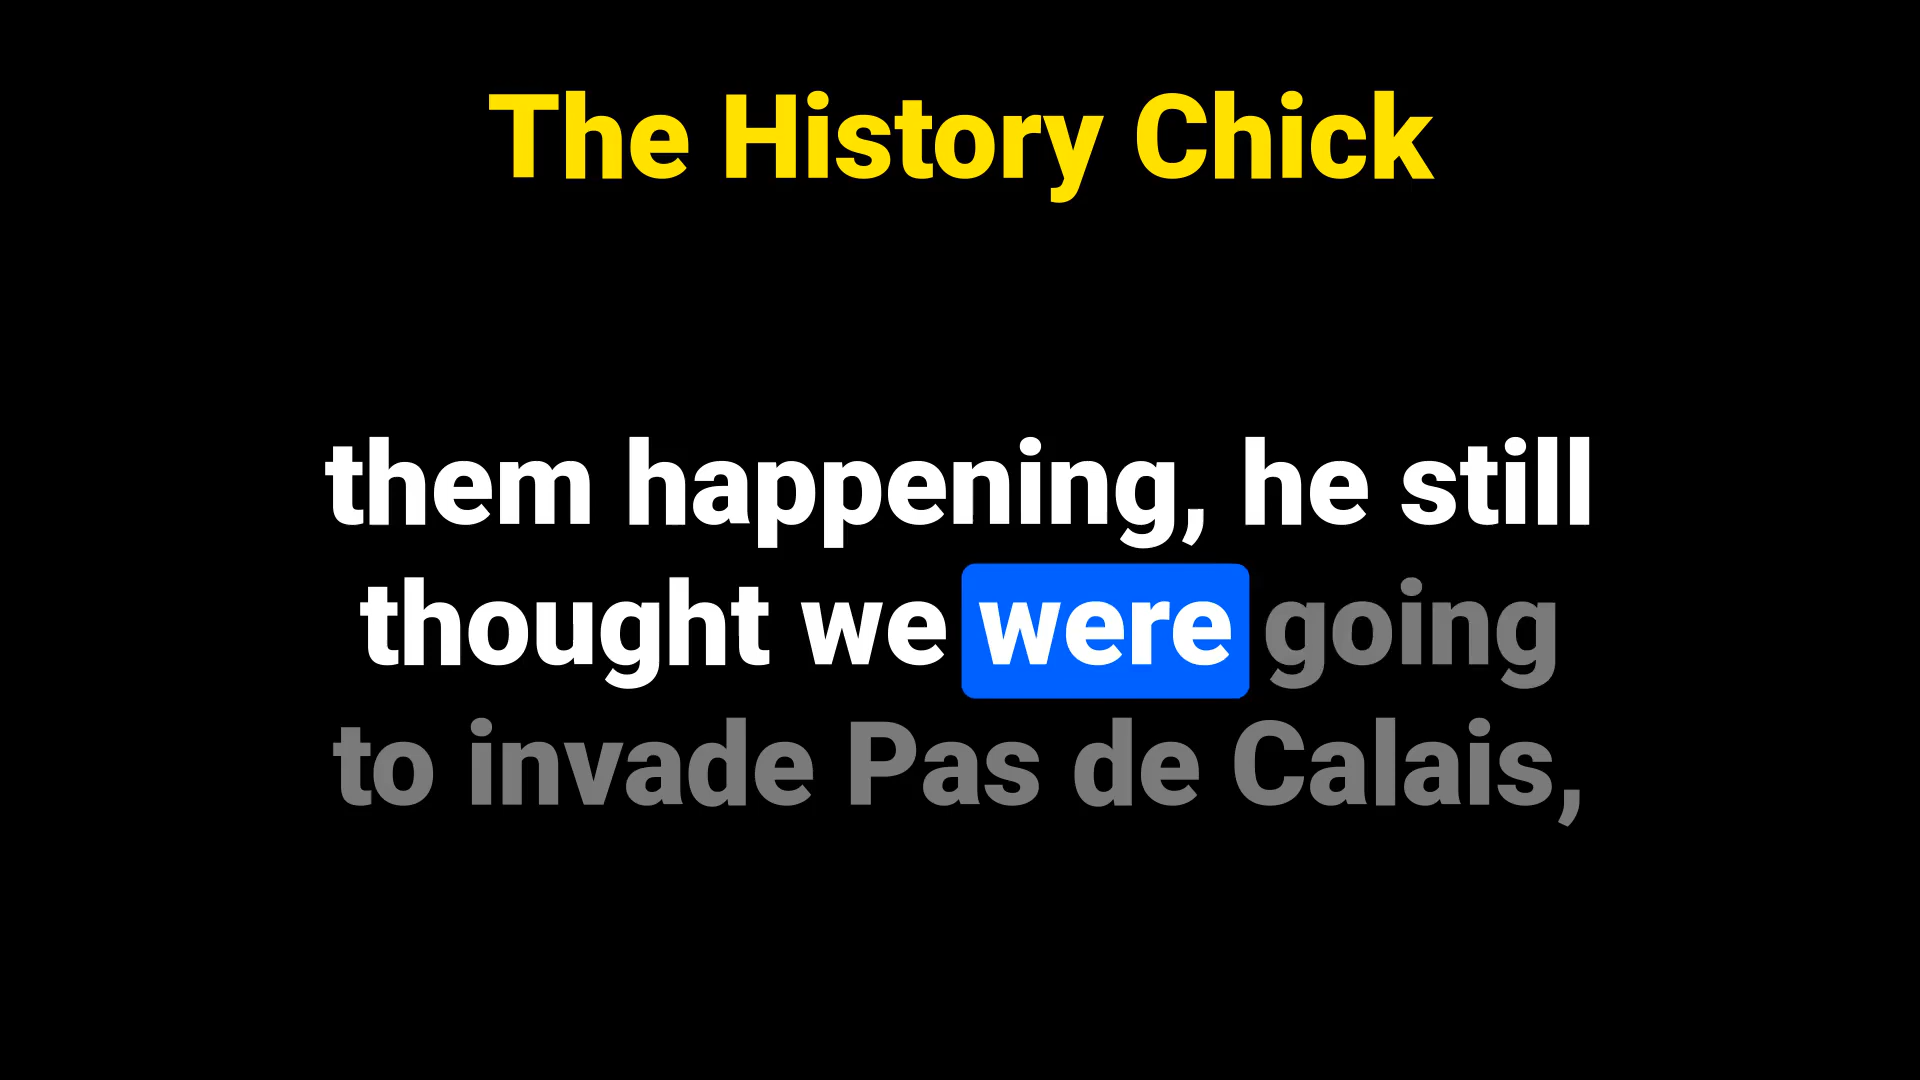 The History Chick
them happening, he still
thought we were going
to invade Pas de Calais,